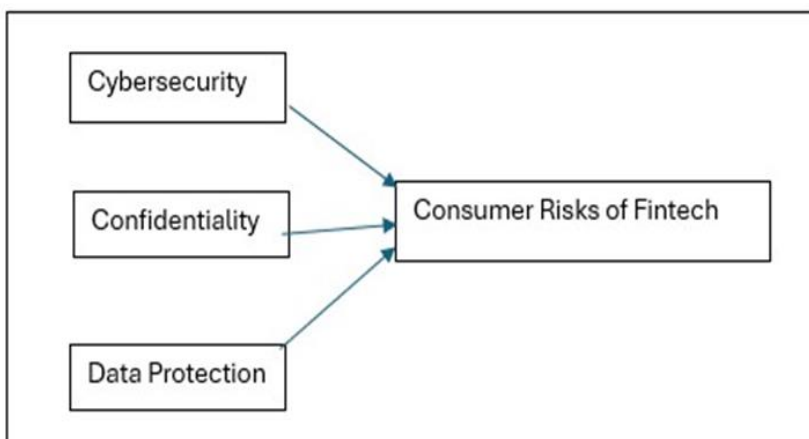 Cybersecurity
Confidentiality
Consumer Risks of Fintech
Data Protection